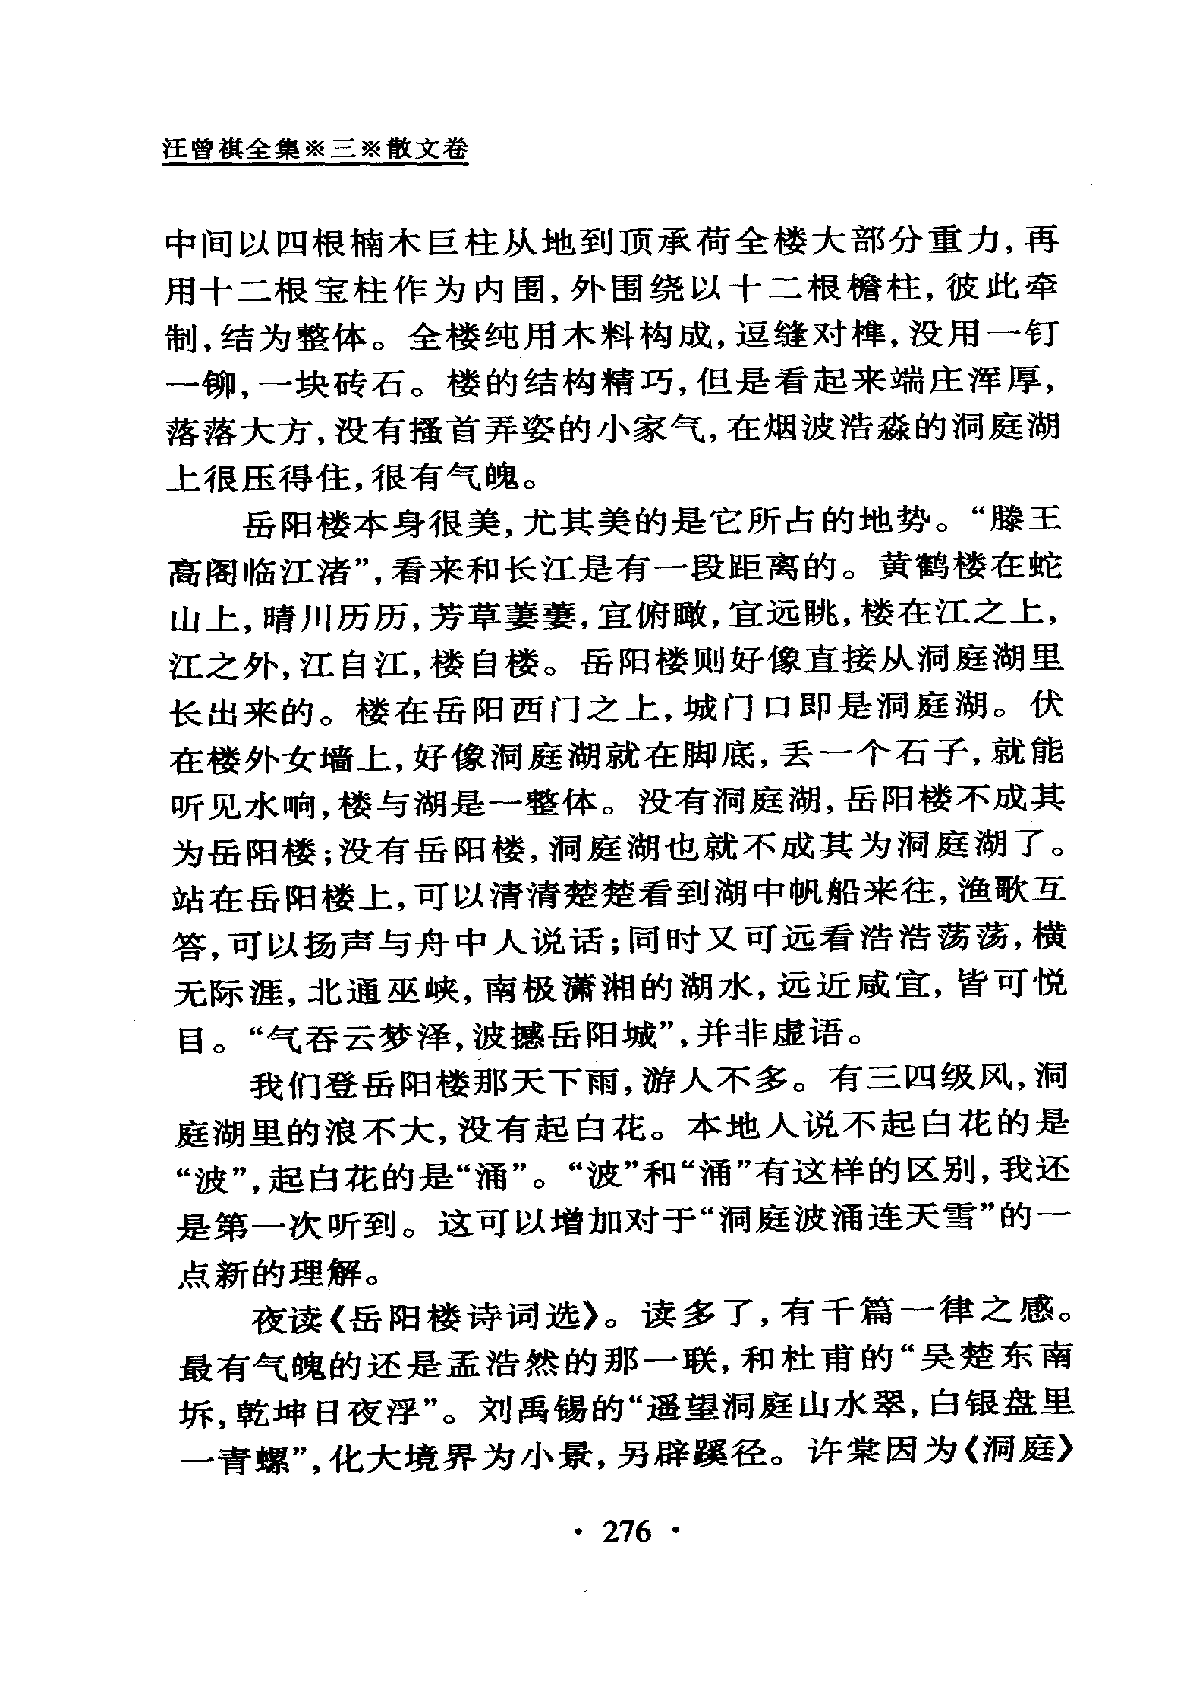 汪曾祺全集※三※散文卷
中间以四根楠木巨柱从地到顶承荷全楼大部分重力,再
用十二根宝柱作为内围,外围绕以十二根檐柱,彼此牵
制,结为整体。全楼纯用木料构成,逗缝对榫,没用一钉
一铆,一块砖石。楼的结构精巧,但是看起来端庄浑厚,
落落大方,没有搔首弄姿的小家气,在烟波浩淼的洞庭湖
上很压得住,很有气魄。
岳阳楼本身很美,尤其美的是它所占的地势。“滕王
高阁临江渚”,看来和长江是有一段距离的。黄鹤楼在蛇
山上,晴川历历,芳草萋萋,宜俯瞰,宜远眺,楼在江之上,
江之外,江自江,楼自楼。岳阳楼则好像直接从洞庭湖里
长出来的。楼在岳阳西门之上,城门口即是洞庭湖。伏
在楼外女墙上,好像洞庭湖就在脚底,丢一个石子,就能
听见水响,楼与湖是一整体。没有洞庭湖,岳阳楼不成其
为岳阳楼;没有岳阳楼,洞庭湖也就不成其为洞庭湖了。
站在岳阳楼上,可以清清楚楚看到湖中帆船来往,渔歌互
答,可以扬声与舟中人说话;同时又可远看浩浩荡荡,横
无际涯,北通巫峡,南极潇湘的湖水,远近咸宜,皆可悦
目。“气吞云梦泽,波撼岳阳城”,并非虚语。
我们登岳阳楼那天下雨,游人不多。有三四级风,洞
庭湖里的浪不大,没有起白花。本地人说不起白花的是
“波”,起白花的是“涌”。“波”和“涌”有这样的区别,我还
是第一次听到。这可以增加对于“洞庭波涌连天雪”的一
点新的理解。
夜读《岳阳楼诗词选》。读多了,有千篇一律之感。
最有气魄的还是孟浩然的那一联,和杜甫的“吴楚东南
坼,乾坤日夜浮”。刘禹锡的“遥望洞庭山水翠,白银盘里
一青螺”,化大境界为小景,另辟蹊径。许棠因为《洞庭》
· 276 ·